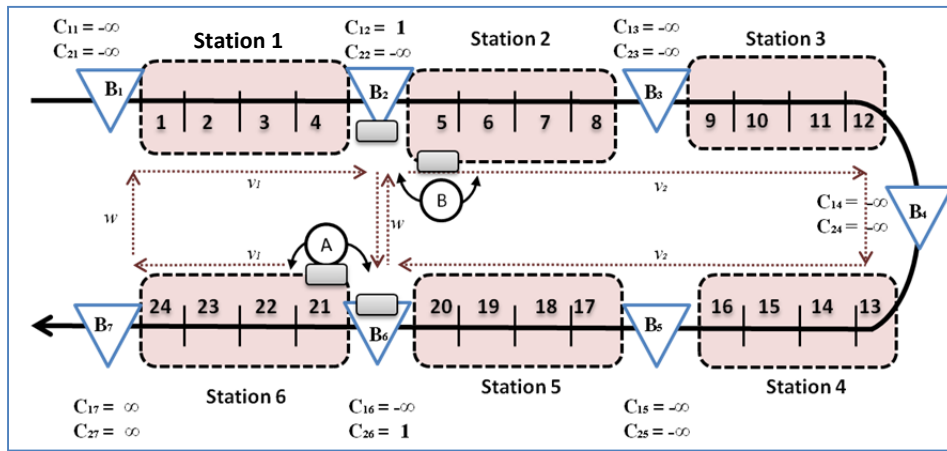 C11 = -∞
C21 = -∞
Station 1
C12 = 1
C22 = -∞
Station 2
C13 = -∞
C23 = -∞
Station 3
B1
B2
B3
1 2 3 4
5 6 7 8
9 10 11 12
v1
v2
w
w
B
A
C14 = -∞
C24 = -∞
B4
v1
v2
24 23 22 21
20 19 18 17
16 15 14 13
B7
B6
B5
Station 6
Station 5
Station 4
C17 = ∞
C27 = ∞
C16 = -∞
C26 = 1
C15 = -∞
C25 = -∞